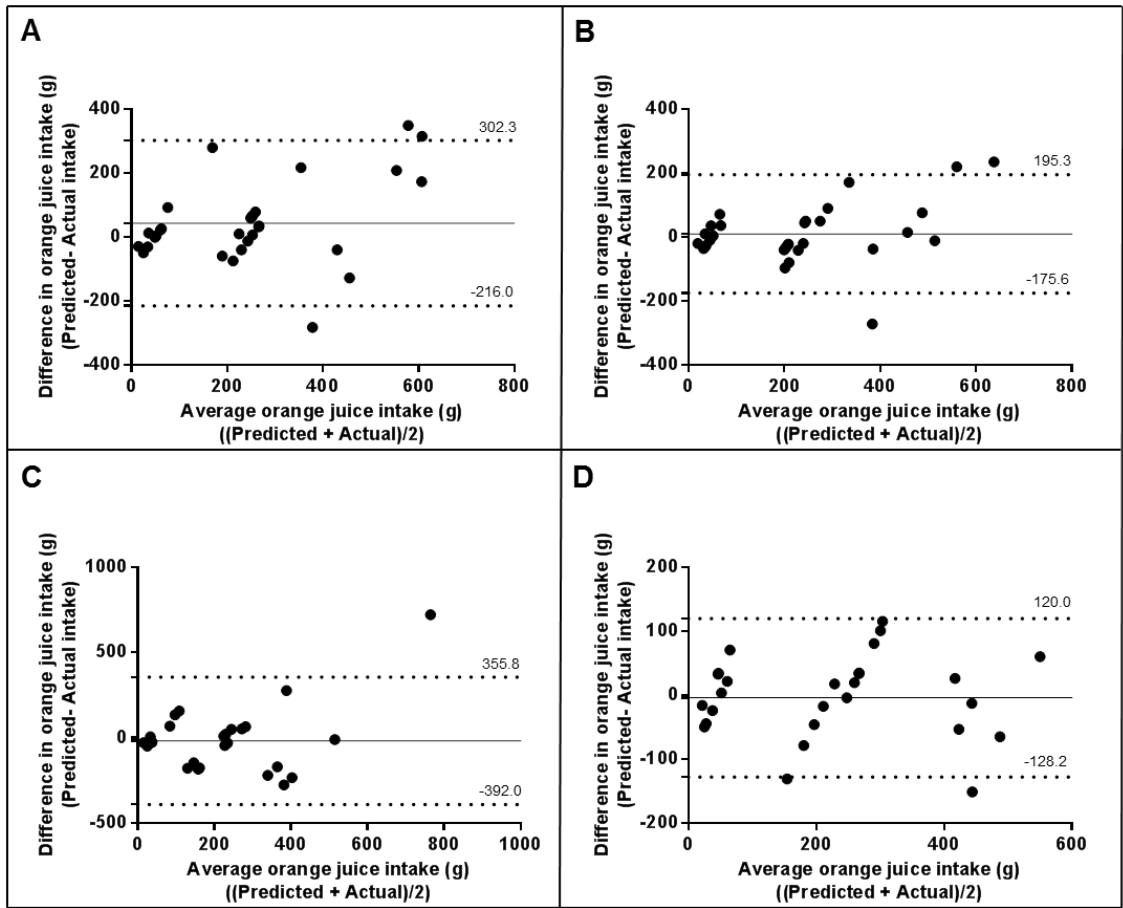 A
Difference in orange juice intake (g)
(Predicted- Actual intake)
400
200
0
-200
-400
302.3
-216.0
0 200 400 600 800
Average orange juice intake (g)
((Predicted + Actual)/2)
B
Difference in orange juice intake (g)
(Predicted- Actual intake)
400
200
0
-200
-400
195.3
-175.6
0 200 400 600 800
Average orange juice intake (g)
((Predicted + Actual)/2)
C
Difference in orange juice intake (g)
(Predicted- Actual intake)
1000
500
0
-500
355.8
-392.0
0 200 400 600 800 1000
Average orange juice intake (g)
((Predicted + Actual)/2)
D
Difference in orange juice intake (g)
(Predicted- Actual intake)
200
100
0
-100
-200
120.0
-128.2
0 200 400 600
Average orange juice intake (g)
((Predicted + Actual)/2)